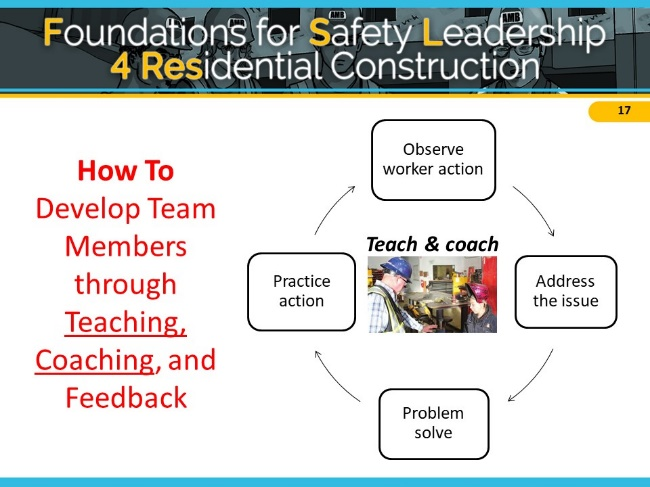 Foundations for Safety Leadership
4 Residential Construction
17
How To
Develop Team
Members
through
Teaching,
Coaching, and
Feedback
Observe
worker action
Teach & coach
Practice
action
Address
the issue
Problem
solve